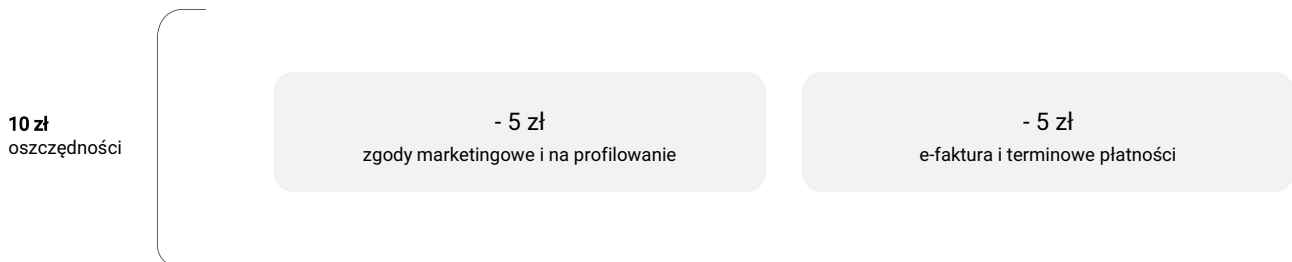 10 zł
oszczędności
- 5 zł
zgody marketingowe i na profilowanie
- 5 zł
e-faktura i terminowe płatności